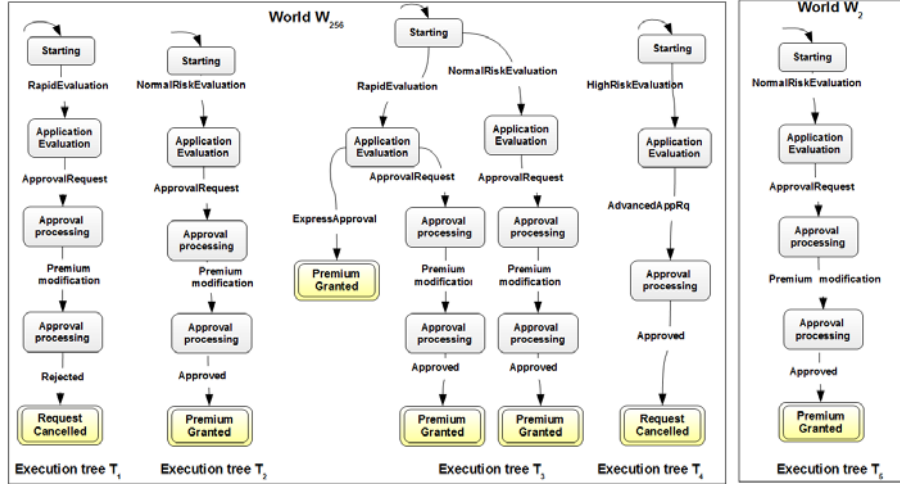 World W256
Starting
RapidEvaluation
Application
Evaluation
ApprovalRequest
Approval
processing
Premium
modification
Approval
processing
Rejected
Request
Cancelled
Execution tree T1
Starting
NormalRiskEvaluation
Application
Evaluation
ApprovalRequest
Approval
processing
Premium
modification
Approval
processing
Approved
Premium
Granted
Execution tree T2
Starting
RapidEvaluation
NormalRiskEvaluation
Application
Evaluation
ApprovalRequest
ExpressApproval
Premium
Granted
Approval
processing
Premium
modification
Approval
processing
Approved
Premium
Granted
Application
Evaluation
ApprovalRequest
Approval
processing
Premium
modification
Approval
processing
Approved
Premium
Granted
Execution tree T3
Starting
HighRiskEvaluation
Application
Evaluation
AdvancedAppRq
Approval
processing
Approved
Request
Cancelled
Execution tree T4
World W2
Starting
NormalRiskEvaluation
Application
Evaluation
ApprovalRequest
Approval
processing
Premium modification
Approval
processing
Approved
Premium
Granted
Execution tree T5